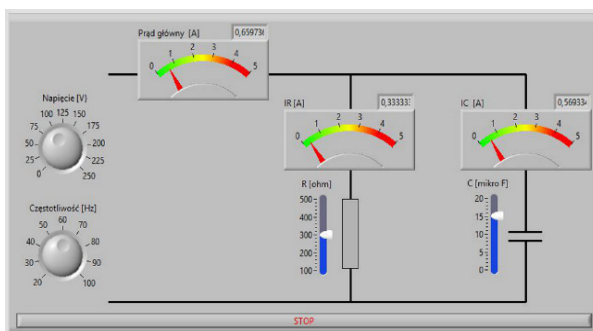 Prąd główny [A]
0,659736
0 1 2 3 4 5
Napięcie [V]
0 25 50 75 100 125 150 175 200 225 250
IR [A]
0,333333
0 1 2 3 4 5
IC [A]
0,569334
0 1 2 3 4 5
R [ohm]
500
400
300
200
100
C [mikro F]
20
15
10
5
0
Częstotliwość [Hz]
20 30 40 50 60 70 80 90 100
STOP